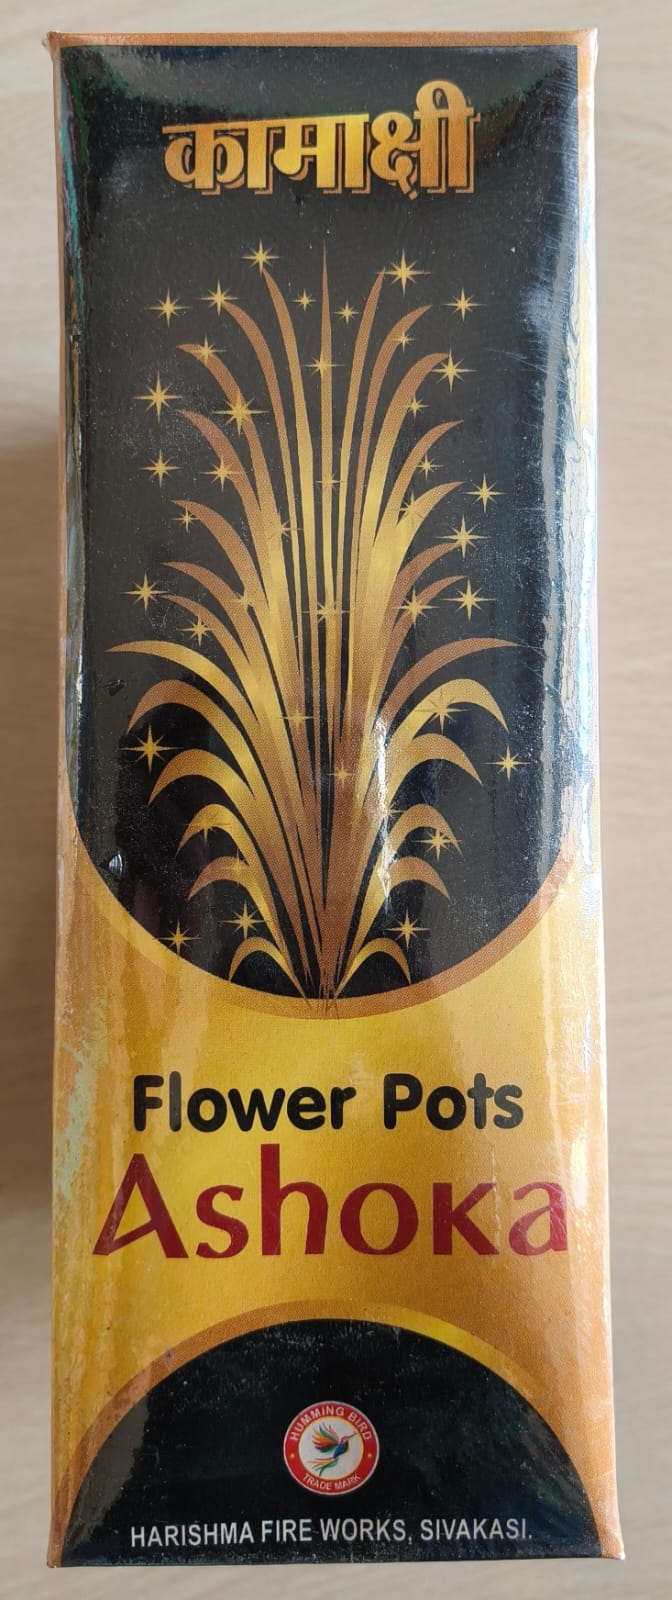 कामाक्षी
Flower Pots
Ashoka
HUMMING BIRD
TRADE MARK
HARISHMA FIRE WORKS, SIVAKASI.